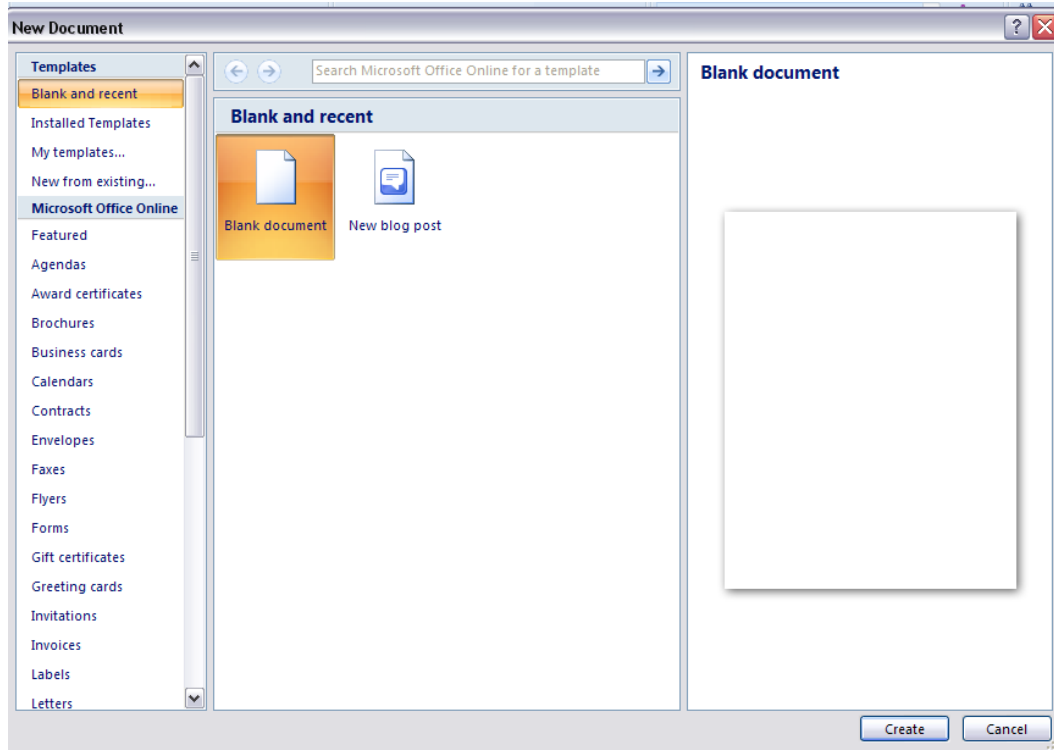 New Document
?
Templates
Blank and recent
Installed Templates
My templates...
New from existing...
Microsoft Office Online
Featured
Agendas
Award certificates
Brochures
Business cards
Calendars
Contracts
Envelopes
Faxes
Flyers
Forms
Gift certificates
Greeting cards
Invitations
Invoices
Labels
Letters
Search Microsoft Office Online for a template
Blank and recent
Blank document
New blog post
Blank document
Create
Cancel